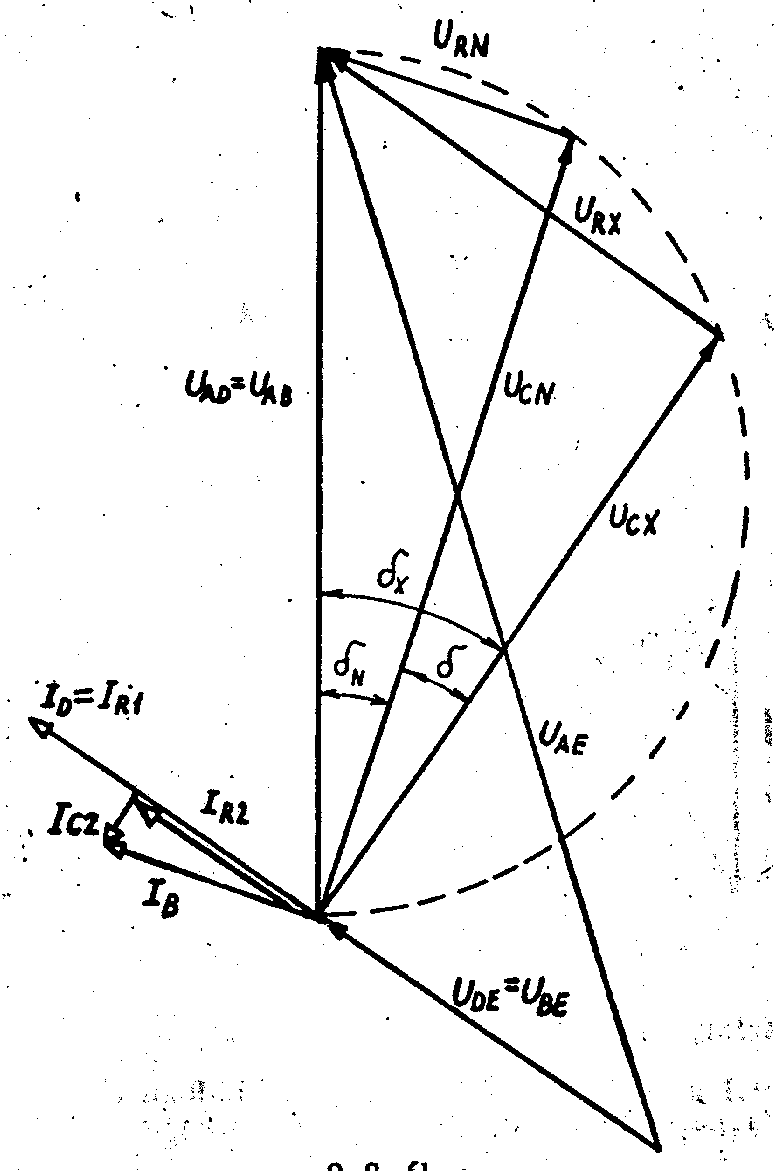 U_RN
U_RX
U_AD=U_AB
U_CN
U_CX
δ_X
δ_N
δ
I_D=I_R1
U_AE
I_R2
I_C2
I_B
U_DE=U_BE